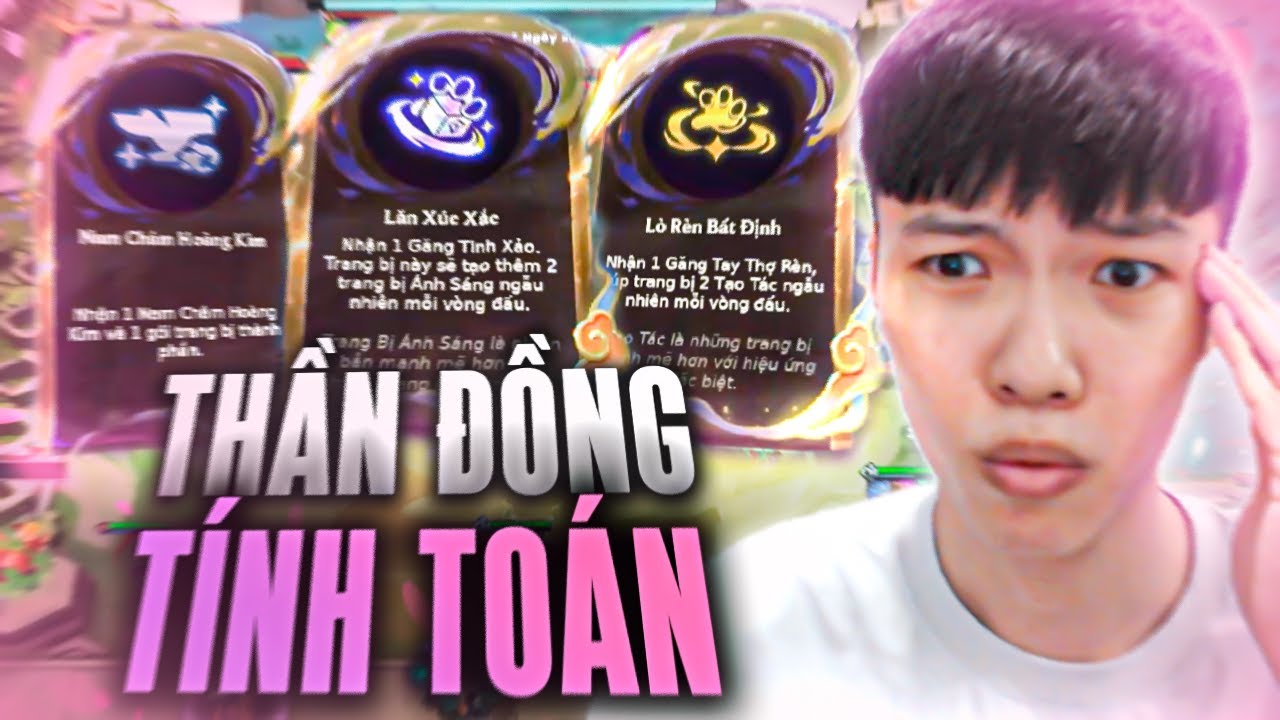 Ngày
Nam Châm Hoàng Kim
Nhận 1 Nam Châm Hoàng
Kim và 1 gói trang bị thành
phần.
Lăn Xúc Xắc
Nhận 1 Găng Tinh Xảo.
Trang bị này sẽ tạo thêm 2
trang bị Ánh Sáng ngẫu
nhiên mỗi vòng đấu.
Trang Bị Ánh Sáng là
bản mạnh mẽ hơn
Lò Rèn Bất Định
Nhận 1 Găng Tay Thợ Rèn,
úp trang bị 2 Tạo Tác ngẫu
nhiên mỗi vòng đấu.
Tác là những trang bị
mẽ hơn với hiệu ứng
biệt.
THẦN ĐỒNG
TÍNH TOÁN